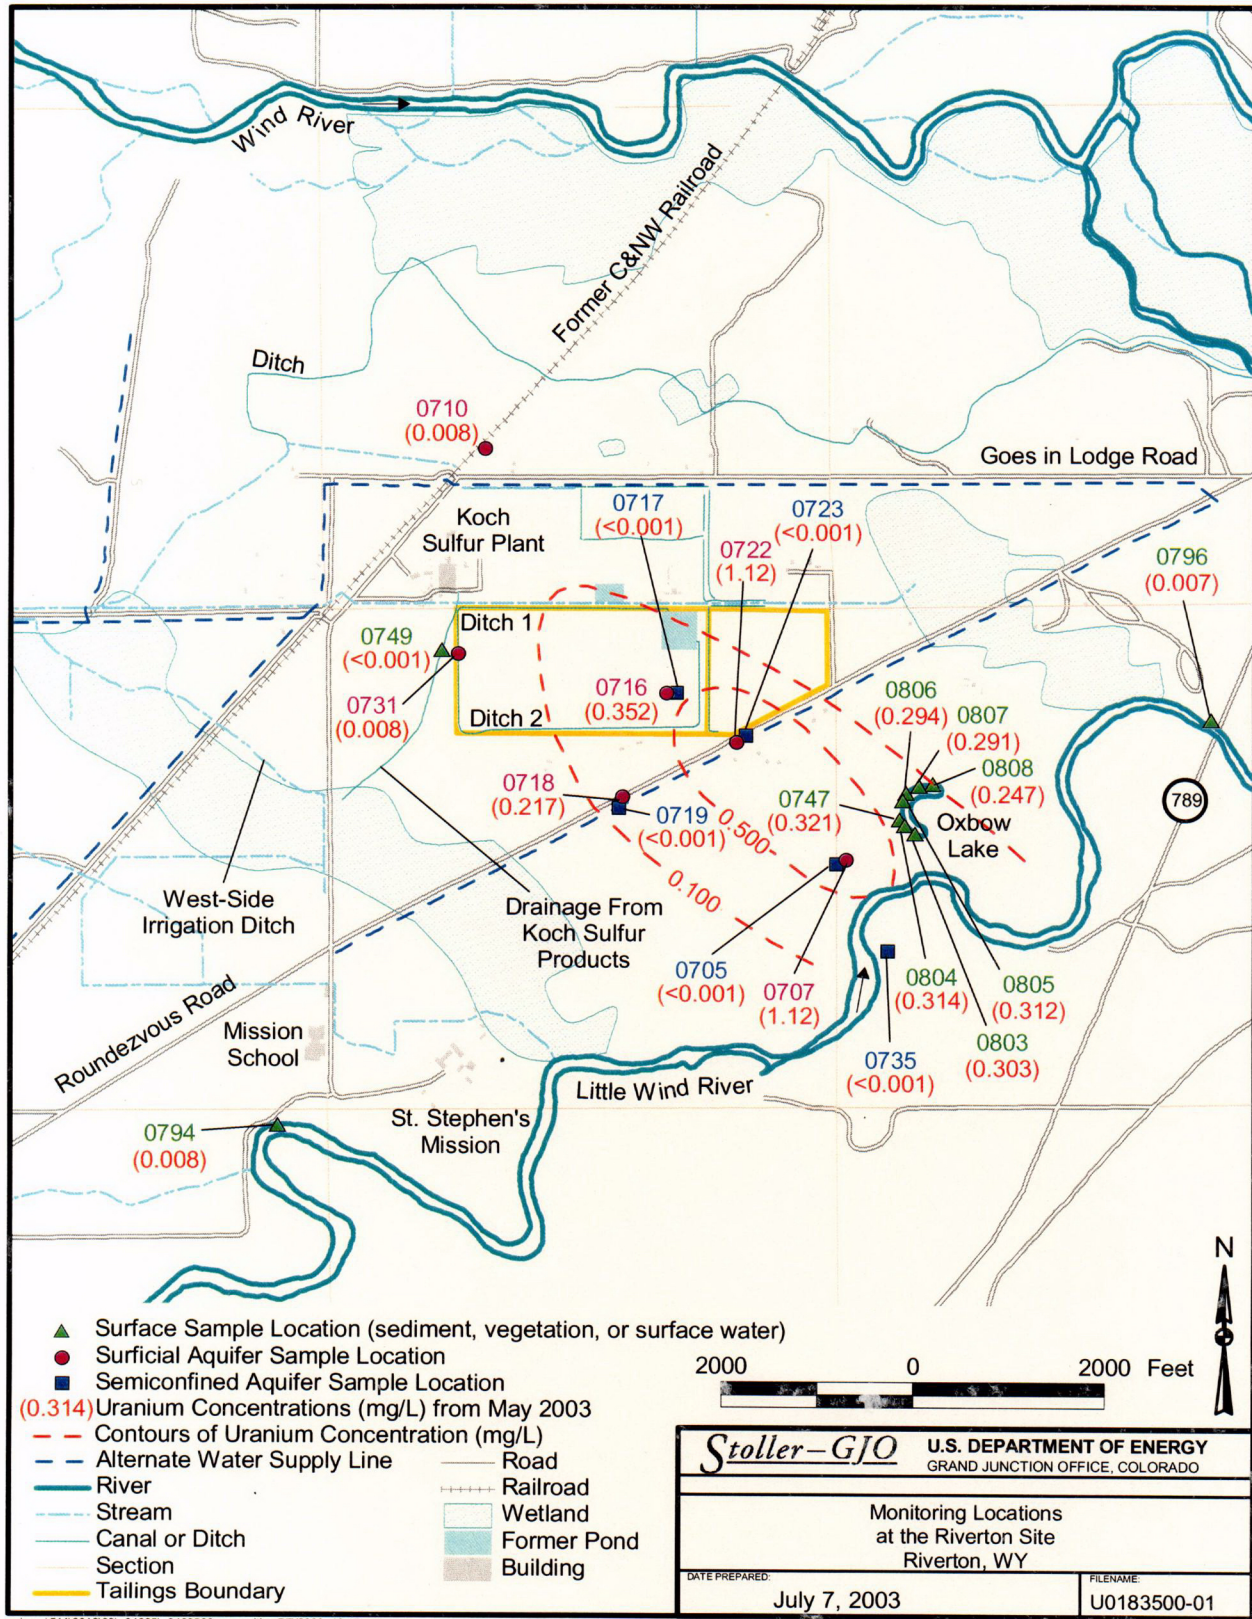 Wind River
Former C&NW Railroad
Ditch
0710
(0.008)
Goes in Lodge Road
Koch
Sulfur Plant
0717
(<0.001)
0723
(<0.001)
0722
(1.12)
0796
(0.007)
Ditch 1
0749
(<0.001)
0731
(0.008)
0716
(0.352)
Ditch 2
0806
(0.294)
0807
(0.291)
0808
(0.247)
789
0718
(0.217)
0719
(<0.001)
0747
(0.321)
Oxbow
Lake
0.500
0.100
West-Side
Irrigation Ditch
Drainage From
Koch Sulfur
Products
0705
(<0.001)
0707
(1.12)
0804
(0.314)
0805
(0.312)
0803
(0.303)
0735
(<0.001)
Roundezvous Road
Mission
School
Little Wind River
St. Stephen's
Mission
0794
(0.008)
N
Surface Sample Location (sediment, vegetation, or surface water)
Surficial Aquifer Sample Location
Semiconfined Aquifer Sample Location
(0.314) Uranium Concentrations (mg/L) from May 2003
Contours of Uranium Concentration (mg/L)
Alternate Water Supply Line
River
Stream
Canal or Ditch
Section
Tailings Boundary
Road
Railroad
Wetland
Former Pond
Building
2000 0 2000 Feet
Stoller-GJO
U.S. DEPARTMENT OF ENERGY
GRAND JUNCTION OFFICE, COLORADO
Monitoring Locations
at the Riverton Site
Riverton, WY
DATE PREPARED:
July 7, 2003
FILENAME:
U0183500-01